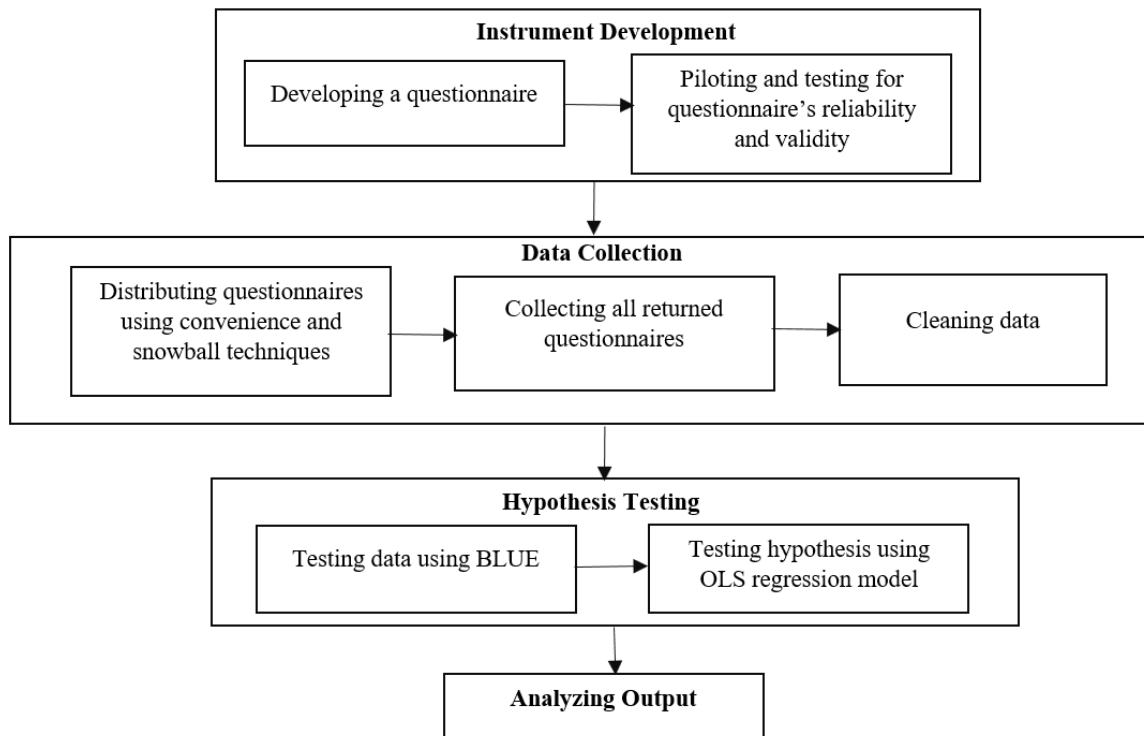 Instrument Development
Developing a questionnaire
Piloting and testing for
questionnaire’s reliability
and validity
Data Collection
Distributing questionnaires
using convenience and
snowball techniques
Collecting all returned
questionnaires
Cleaning data
Hypothesis Testing
Testing data using BLUE
Testing hypothesis using
OLS regression model
Analyzing Output